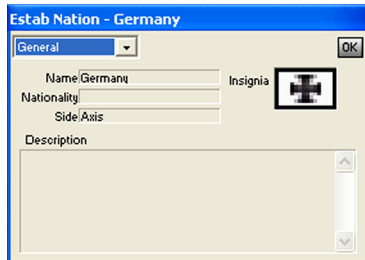 Estab Nation - Germany
General
OK
Name Germany
Insignia
Nationality
Side Axis
Description